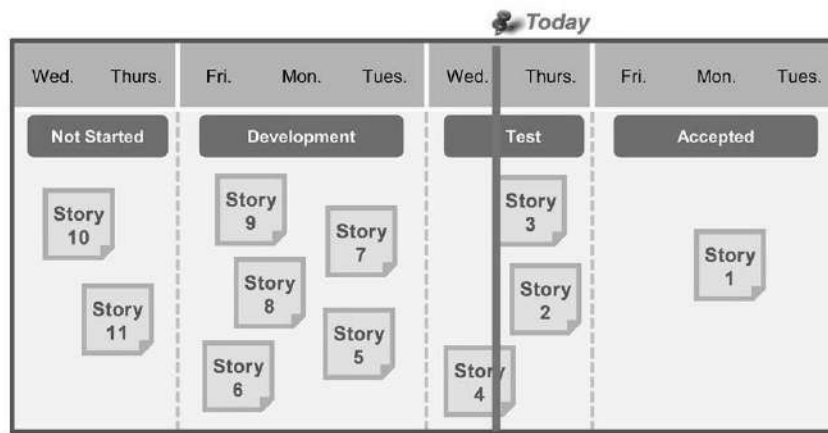 Today
Wed. Thurs. Fri. Mon. Tues. Wed. Thurs. Fri. Mon. Tues.
Not Started Development Test Accepted
Story
10
Story
11
Story
9
Story
7
Story
8
Story
5
Story
6
Story
3
Story
2
Story
4
Story
1